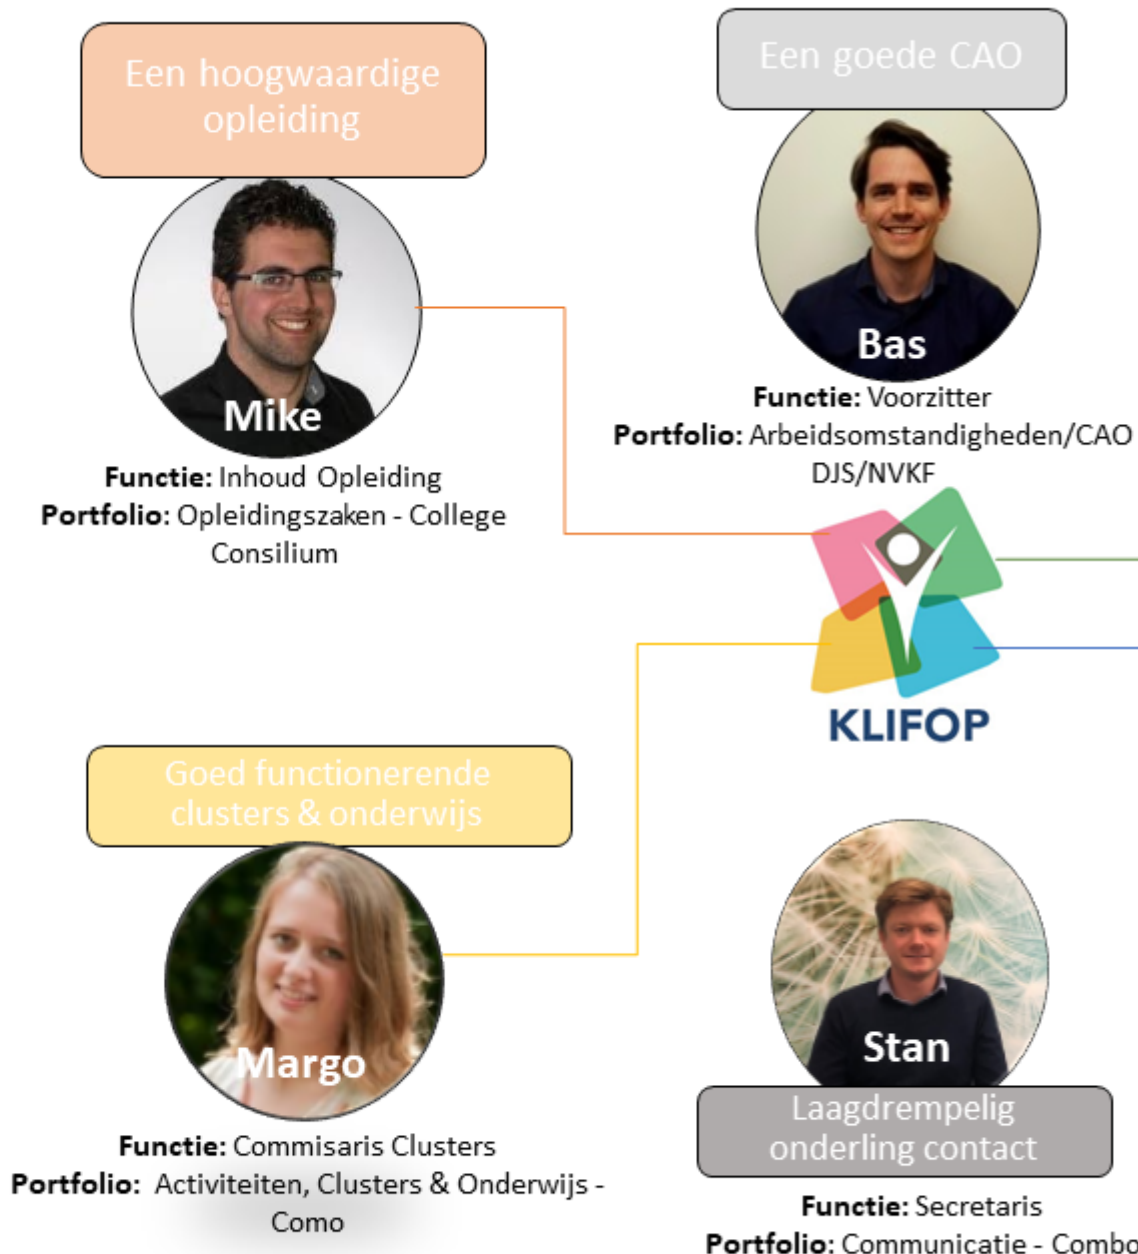 Een hoogwaardige
opleiding
Mike
Functie: Inhoud Opleiding
Portfolio: Opleidingszaken - College
Consilium
Een goede CAO
Bas
Functie: Voorzitter
Portfolio: Arbeidsomstandigheden/CAO
DJS/NVKF
KLIFOP
Goed functionerende
clusters & onderwijs
Margo
Functie: Commisaris Clusters
Portfolio: Activiteiten, Clusters & Onderwijs -
Como
Stan
Laagdrempelig
onderling contact
Functie: Secretaris
Portfolio: Communicatie - Combo